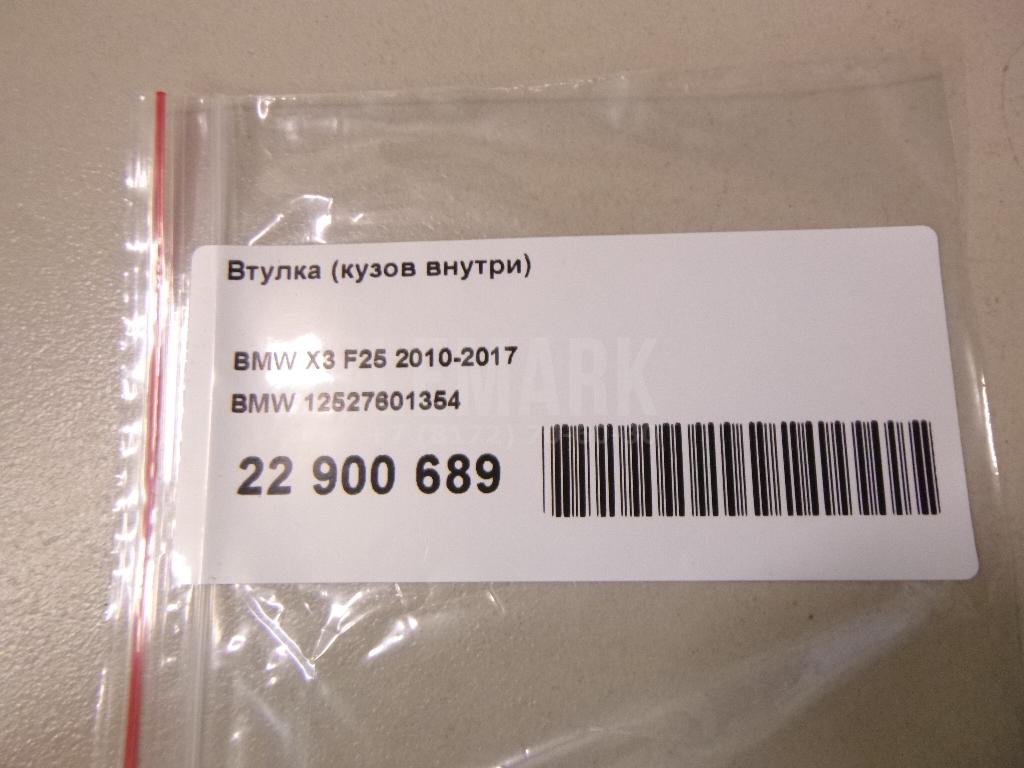 Втулка (кузов внутри)
BMW X3 F25 2010-2017
BMW 12527601354
22 900 689